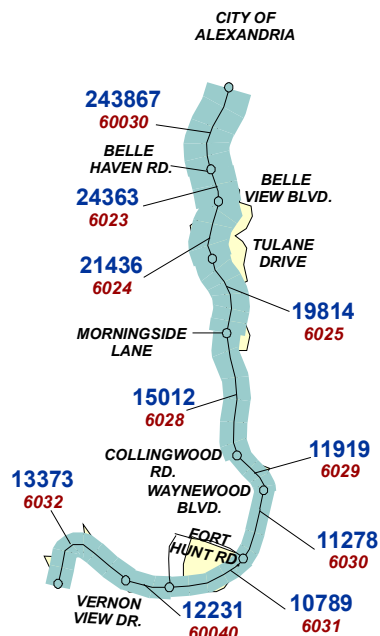 CITY OF
ALEXANDRIA
243867
60030
BELLE
HAVEN RD.
BELLE
VIEW BLVD.
24363
6023
TULANE
DRIVE
21436
6024
19814
6025
MORNINGSIDE
LANE
15012
6028
COLLINGWOOD
RD.
11919
6029
WAYNEWOOD
BLVD.
13373
6032
FORT
HUNT RD.
11278
6030
VERNON
VIEW DR.
12231
60040
10789
6031